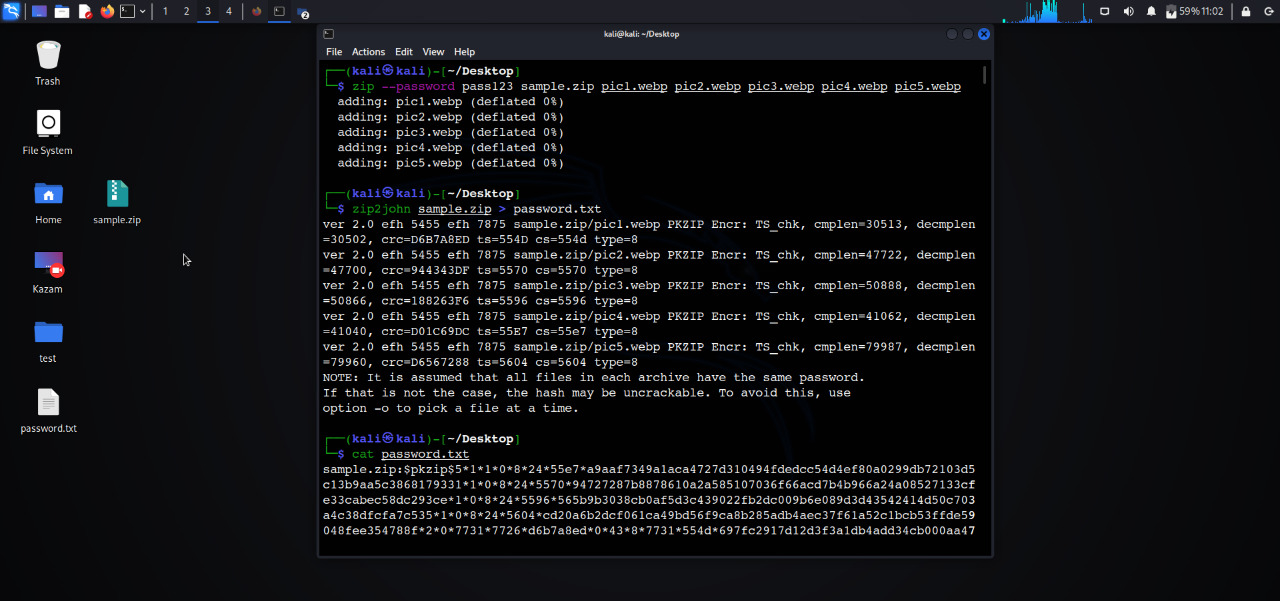 1 2 3 4
2
59% 11:02
Trash
File System
Home
sample.zip
Kazam
test
password.txt
kali@kali: ~/Desktop
File Actions Edit View Help
┌──(kali㉿kali)-[~/Desktop]
└─$ zip --password pass123 sample.zip pic1.webp pic2.webp pic3.webp pic4.webp pic5.webp
adding: pic1.webp (deflated 0%)
adding: pic2.webp (deflated 0%)
adding: pic3.webp (deflated 0%)
adding: pic4.webp (deflated 0%)
adding: pic5.webp (deflated 0%)
┌──(kali㉿kali)-[~/Desktop]
└─$ zip2john sample.zip > password.txt
ver 2.0 efh 5455 efh 7875 sample.zip/pic1.webp PKZIP Encr: TS_chk, cmplen=30513, decmplen
=30502, crc=D6B7A8ED ts=554D cs=554d type=8
ver 2.0 efh 5455 efh 7875 sample.zip/pic2.webp PKZIP Encr: TS_chk, cmplen=47722, decmplen
=47700, crc=944343DF ts=5570 cs=5570 type=8
ver 2.0 efh 5455 efh 7875 sample.zip/pic3.webp PKZIP Encr: TS_chk, cmplen=50888, decmplen
=50866, crc=188263F6 ts=5596 cs=5596 type=8
ver 2.0 efh 5455 efh 7875 sample.zip/pic4.webp PKZIP Encr: TS_chk, cmplen=41062, decmplen
=41040, crc=D01C69DC ts=55E7 cs=55e7 type=8
ver 2.0 efh 5455 efh 7875 sample.zip/pic5.webp PKZIP Encr: TS_chk, cmplen=79987, decmplen
=79960, crc=D6567288 ts=5604 cs=5604 type=8
NOTE: It is assumed that all files in each archive have the same password.
If that is not the case, the hash may be uncrackable. To avoid this, use
option -o to pick a file at a time.
┌──(kali㉿kali)-[~/Desktop]
└─$ cat password.txt
sample.zip:$pkzip$5*1*1*0*8*24*55e7*a9aaf7349a1aca4727d310494fdedcc54d4ef80a0299db72103d5
c13b9aa5c3868179331*1*0*8*24*5570*94727287b8878610a2a585107036f66acd7b4b966a24a08527133cf
e33cabec58dc293ce*1*0*8*24*5596*565b9b3038cb0af5d3c439022fb2dc009b6e089d3d43542414d50c703
a4c38dfcfa7c535*1*0*8*24*5604*cd20a6b2dcf061ca49bd56f9ca8b285adb4aec37f61a52c1bcb53ffde59
048fee354788f*2*0*7731*7726*d6b7a8ed*0*43*8*7731*554d*697fc2917d12d3f3a1db4add34cb000aa47